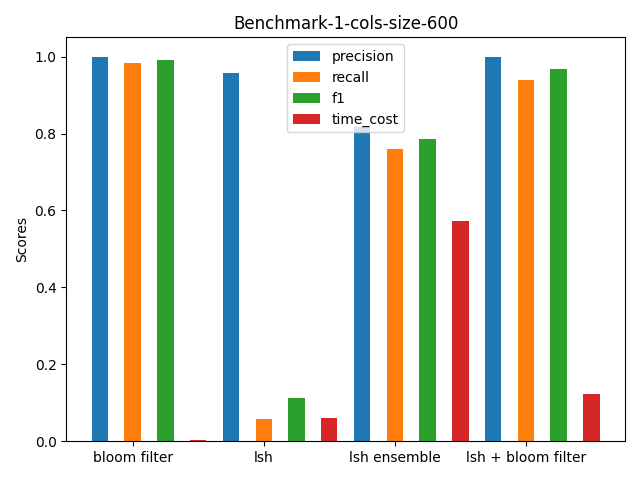 Benchmark-1-cols-size-600
precision
recall
f1
time_cost
Scores
1.0
0.8
0.6
0.4
0.2
0.0
bloom filter
lsh
lsh ensemble
lsh + bloom filter